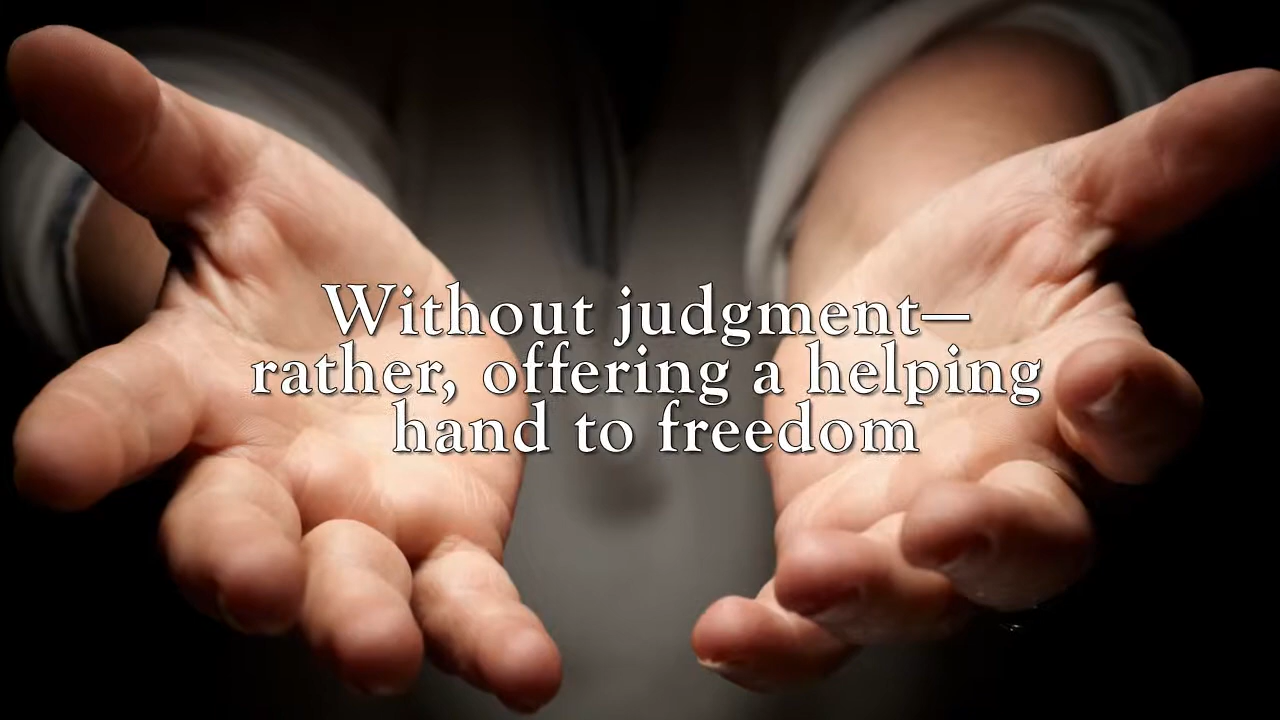 Without judgment—
rather, offering a helping
hand to freedom